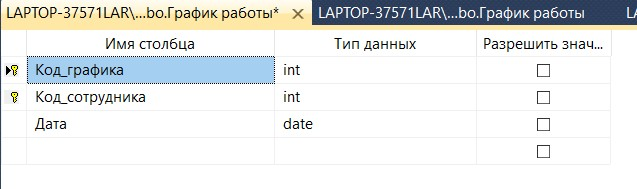 LAPTOP-37571LAR\...bo.График работы* LAPTOP-37571LAR\...bo.График работы LA
Имя столбца Тип данных Разрешить знач...
Код_графика int
Код_сотрудника int
Дата date